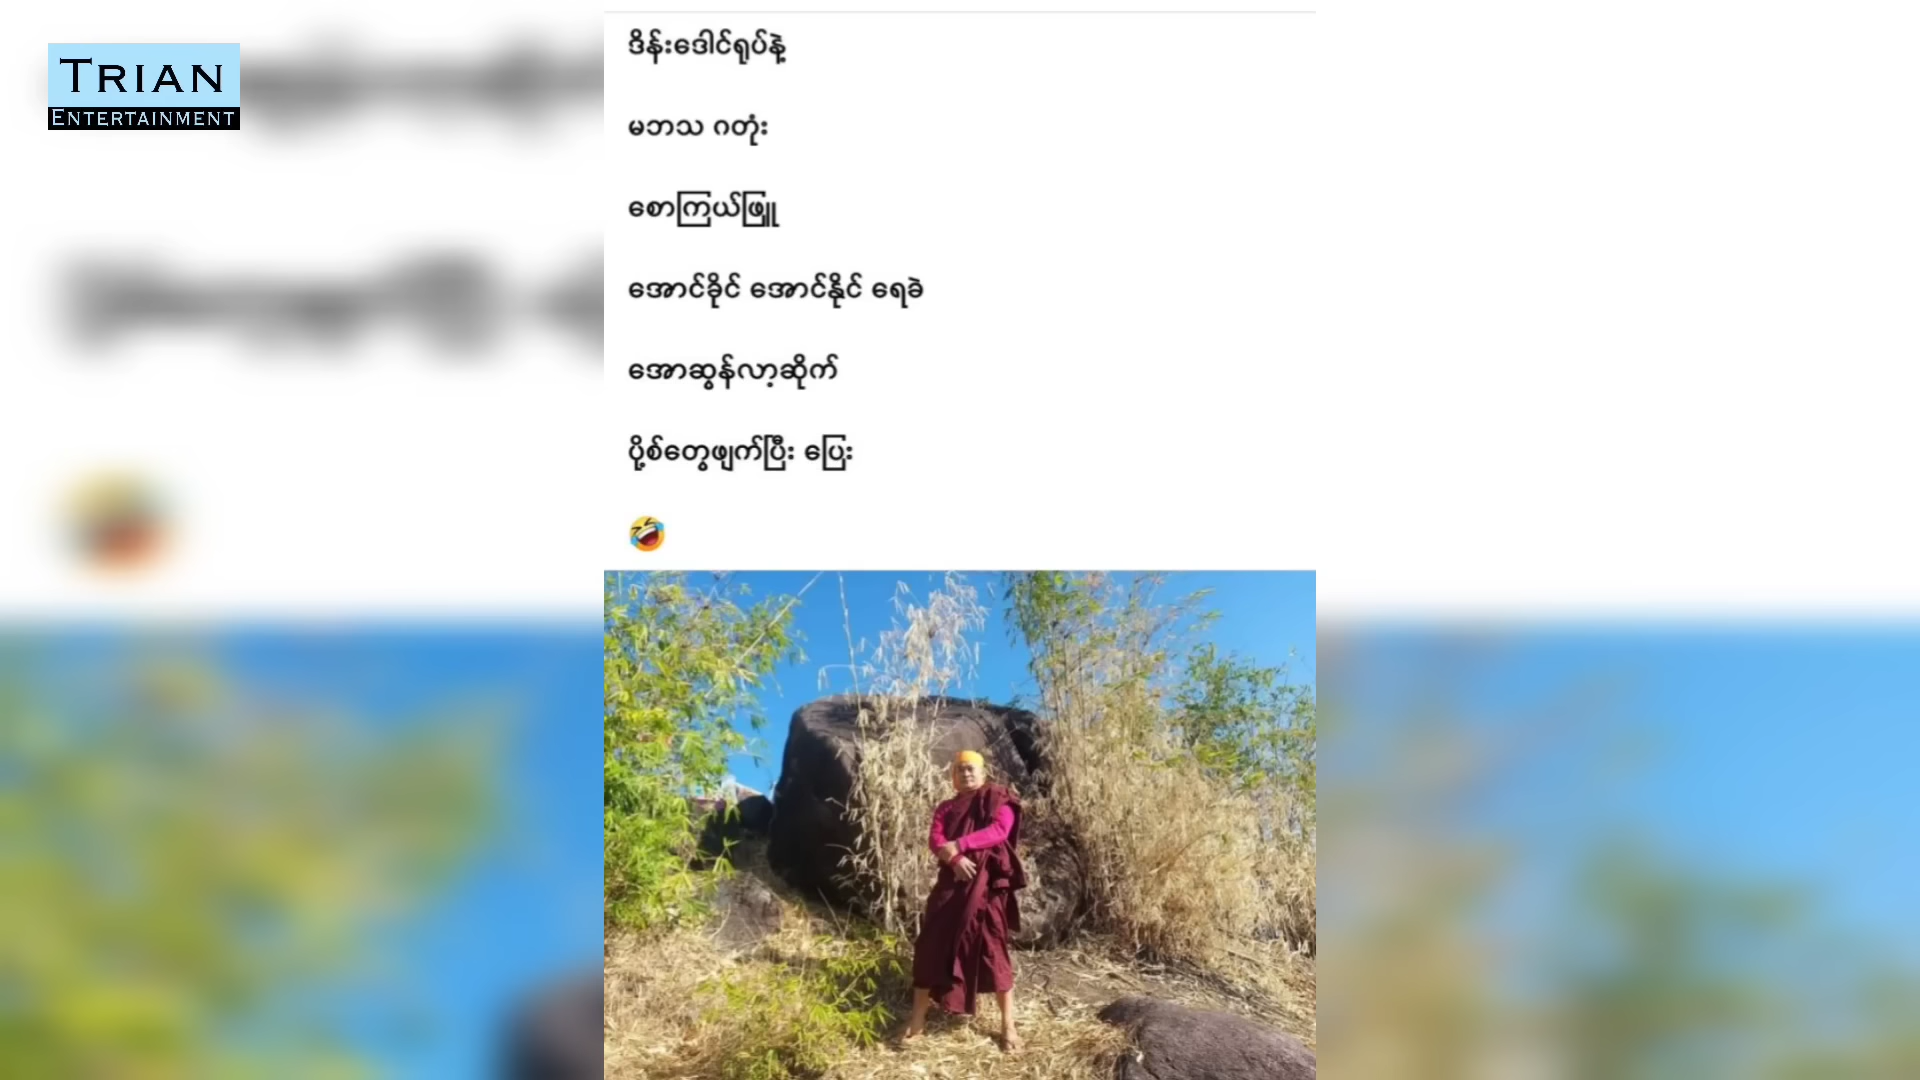 TRIAN
ENTERTAINMENT
ဒိန်းဒေါင်ရုပ်နဲ့
မဘသ ဂတုံး
စောကြယ်ဖြူ
အောင်ခိုင် အောင်နိုင် ရေခဲ
အောဆွန်လာ့ဆိုက်
ပို့စ်တွေဖျက်ပြီး ပြေး
🤣